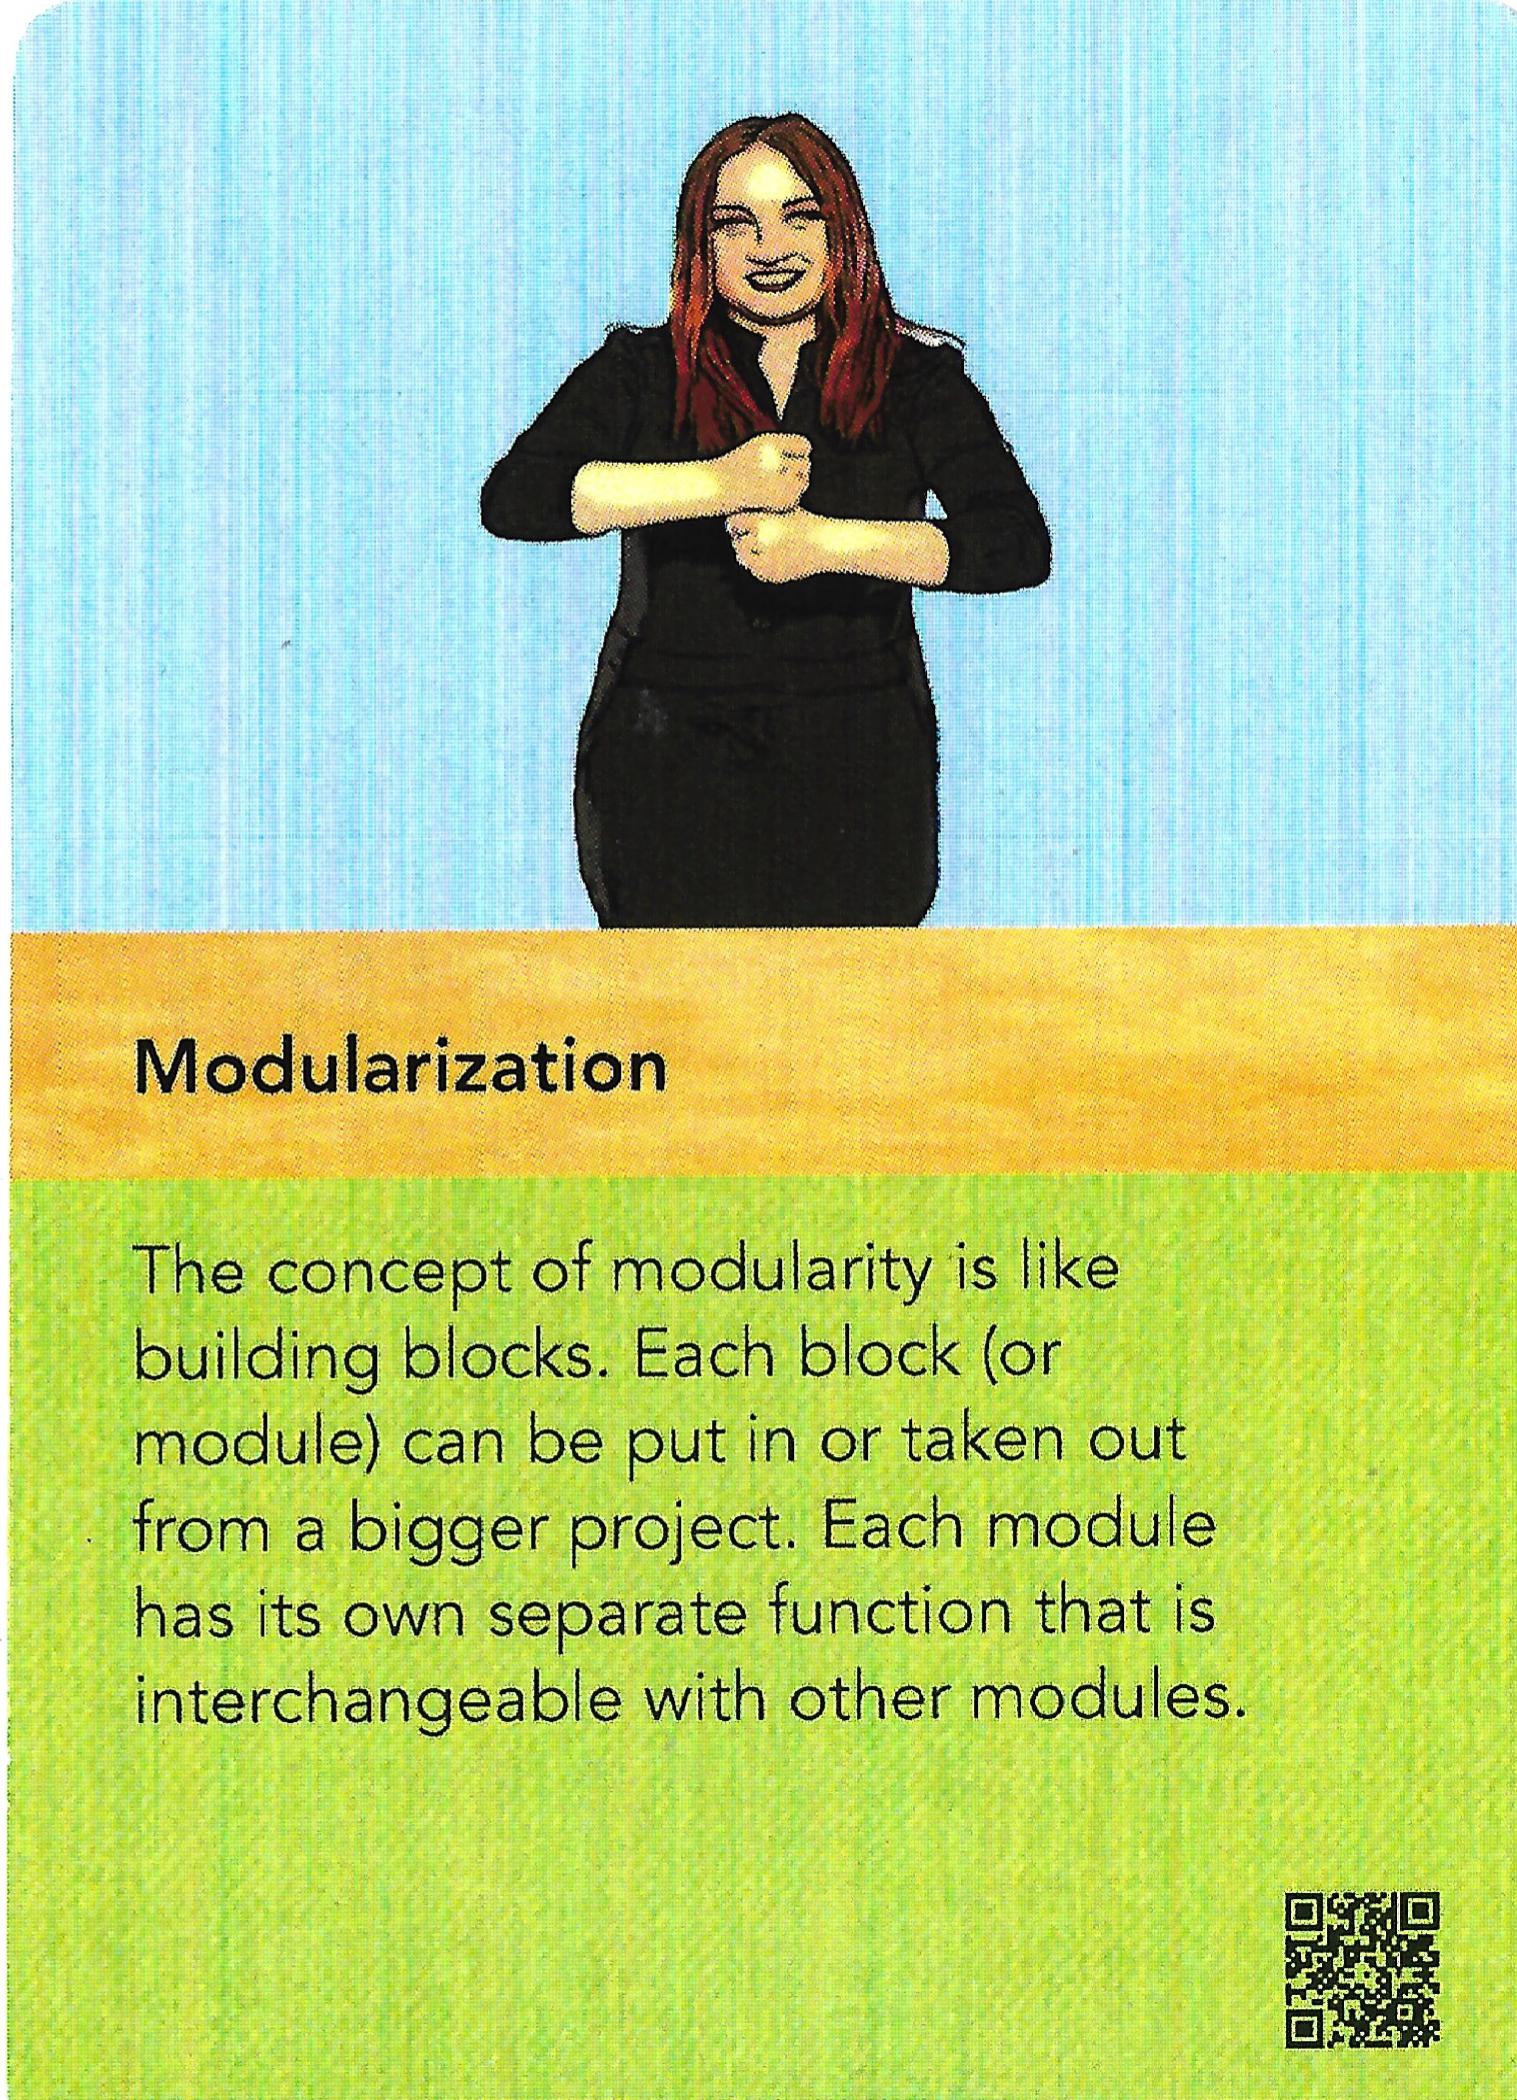 Modularization
The concept of modularity is like
building blocks. Each block (or
module) can be put in or taken out
from a bigger project. Each module
has its own separate function that is
interchangeable with other modules.